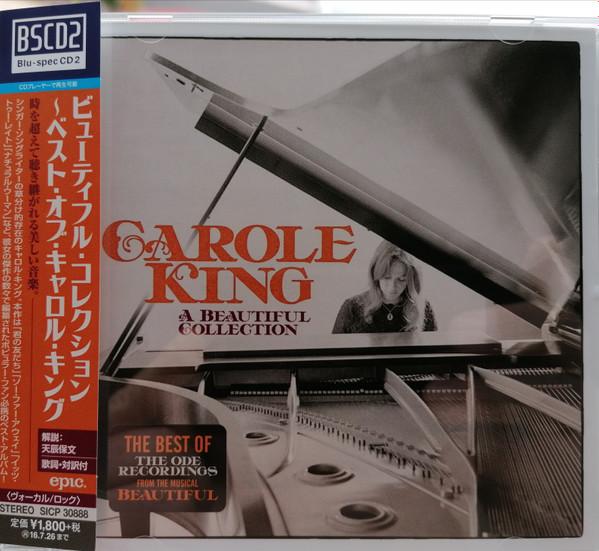 BSCD2
Blu-spec CD2
CDプレーヤーで再生可能
ビューティフル・コレクション
〜ベスト・オブ・キャロル・キング
時を超えて聴き継がれる美しい音楽。
シンガー・ソングライターの草分け的存在のキャロル・キング。本作は「君の友だち」「ソー・ファー・アウェイ」「イッツ・
トゥー・レイト」「ナチュラル・ウーマン」など、彼女の傑作の数々で編纂されたポピュラー・ファン必携のベスト・アルバム!
解説:
天辰保文
歌詞・対訳付
epic.
〈ヴォーカル/ロック〉
STEREO SICP 30888
定価 ¥1,800+税
㋐16.7.26まで
CAROLE
KING
A BEAUTIFUL
COLLECTION
THE BEST OF
THE ODE
RECORDINGS
FROM THE MUSICAL
BEAUTIFUL